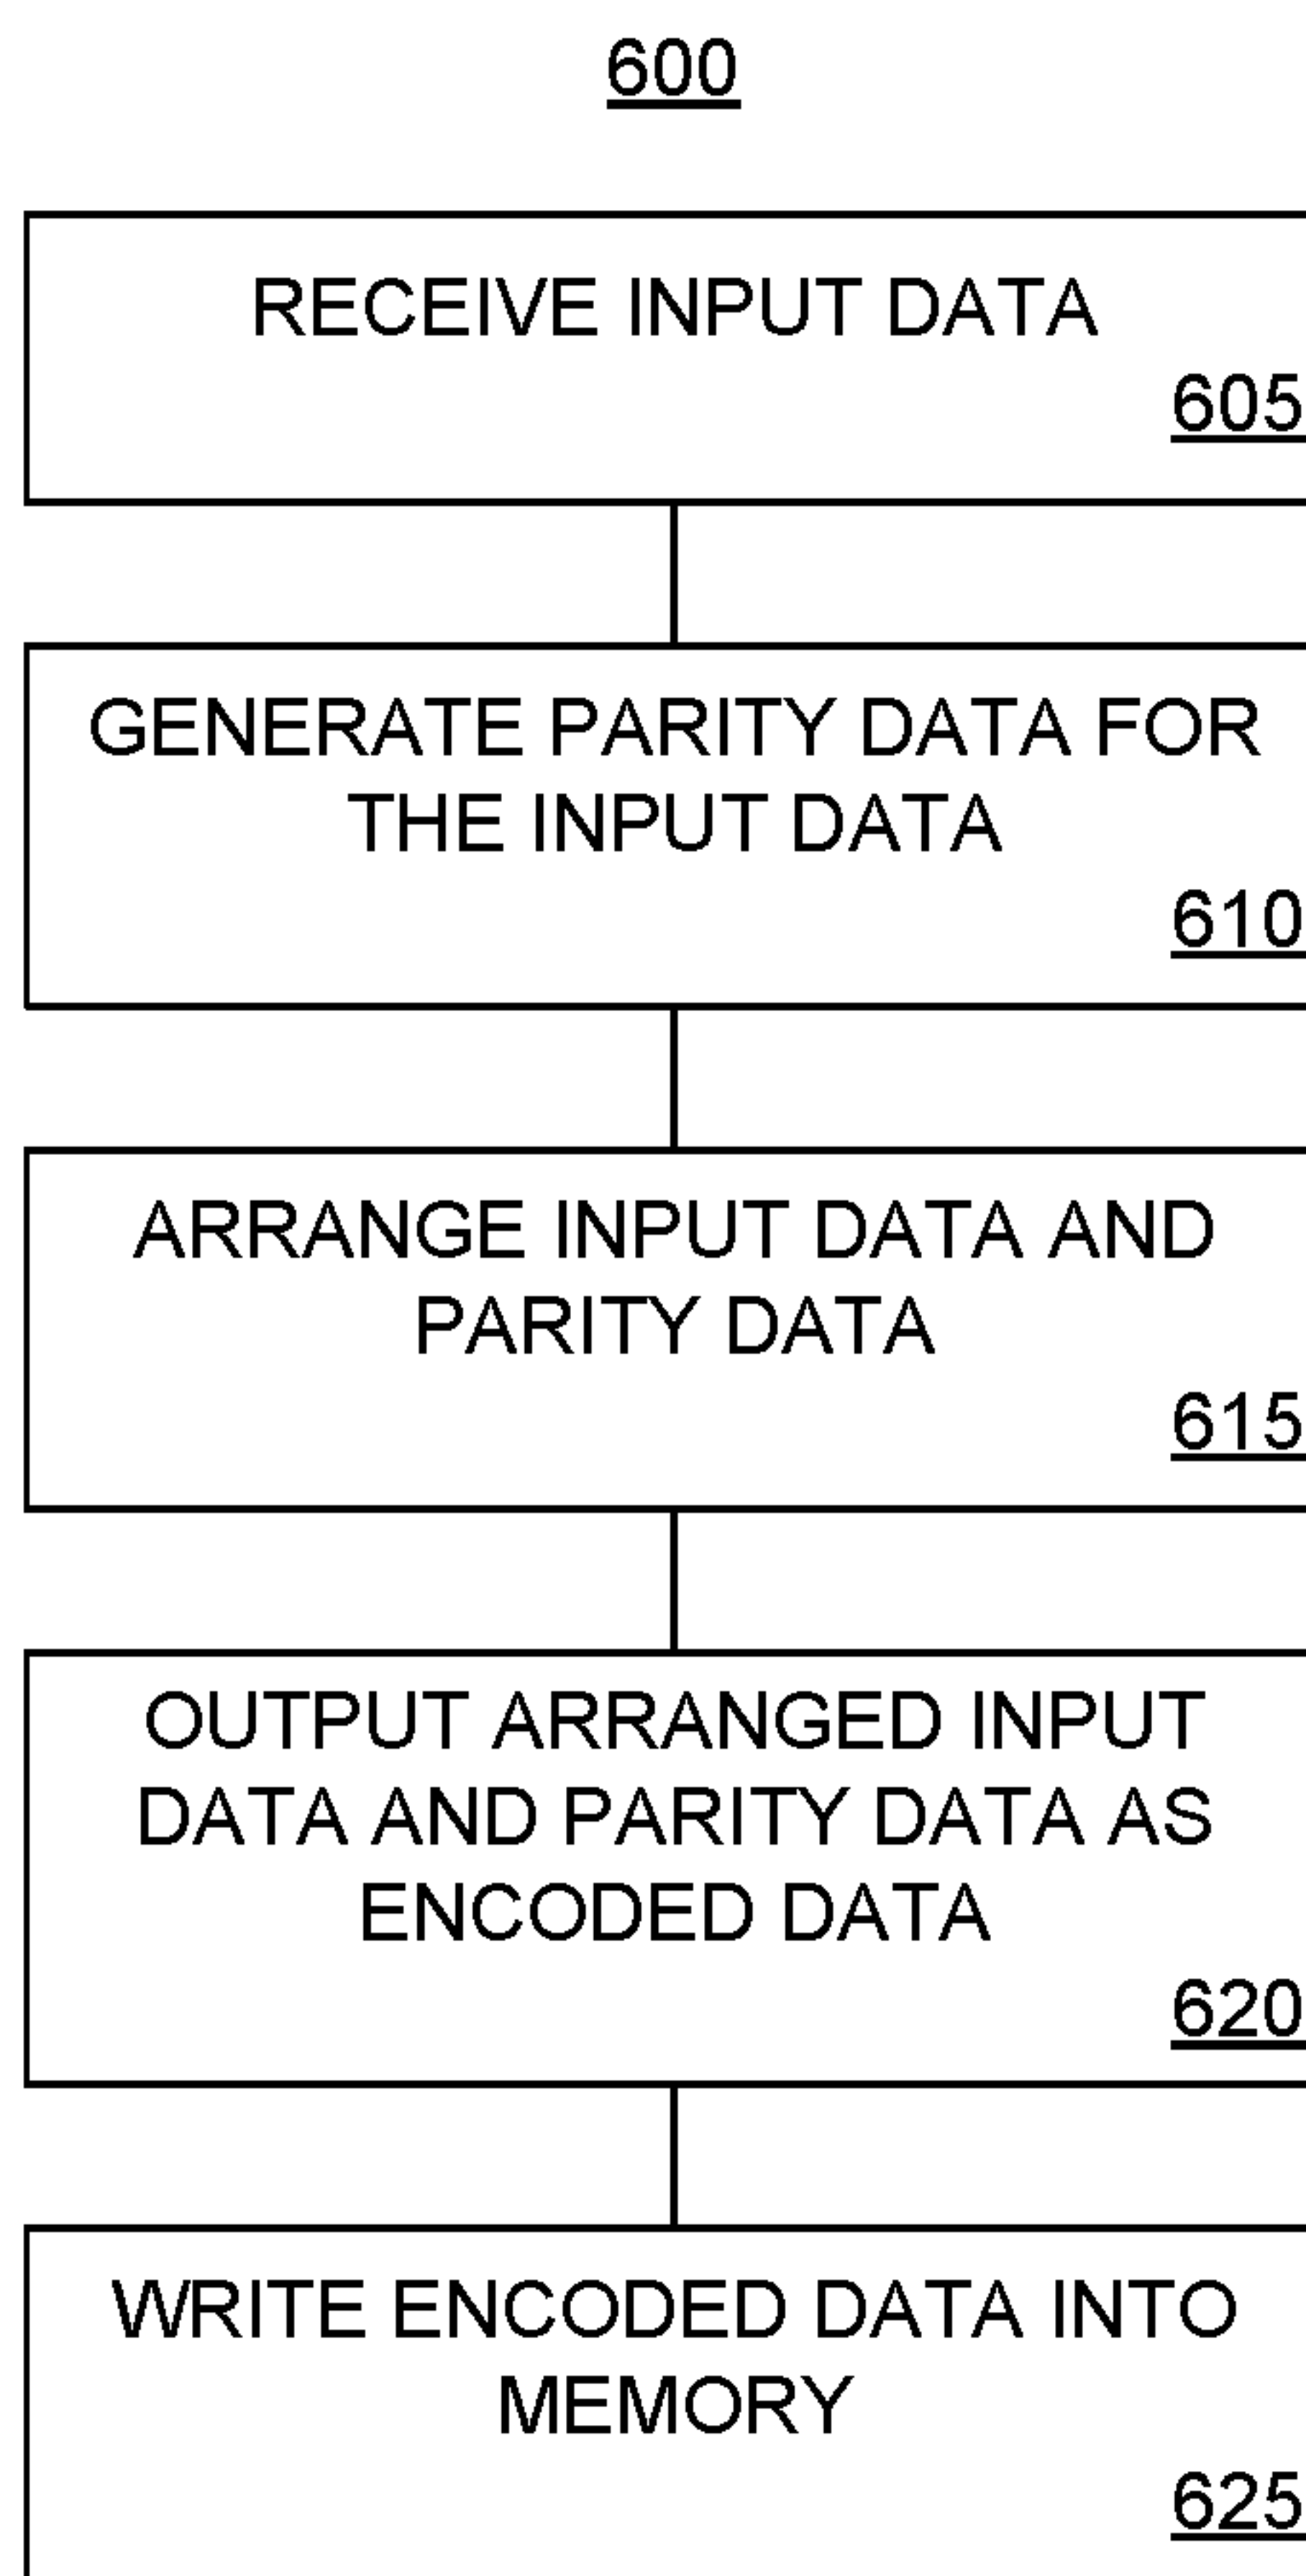 600
RECEIVE INPUT DATA
605
GENERATE PARITY DATA FOR
THE INPUT DATA
610
ARRANGE INPUT DATA AND
PARITY DATA
615
OUTPUT ARRANGED INPUT
DATA AND PARITY DATA AS
ENCODED DATA
620
WRITE ENCODED DATA INTO
MEMORY
625